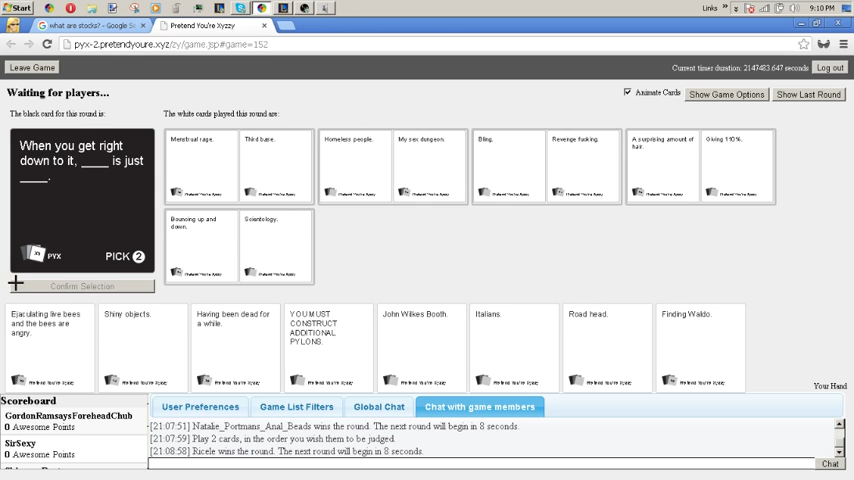 Start
Links »
9:10 PM
what are stocks? - Google Se
Pretend You're Xyzzy
pyx-2.pretendyoure.xyz/zy/game.jsp#game=152
Leave Game
Current timer duration: 2147483.647 seconds
Log out
Waiting for players...
Animate Cards
Show Game Options
Show Last Round
The black card for this round is:
The white cards played this round are:
When you get right
down to it, ____ is just
____.
PYX
PICK 2
Confirm Selection
Menstrual rage.
Third base.
Homeless people.
My sex dungeon.
Bling.
Revenge fucking.
A surprising amount of
hair.
Giving 110%.
Bouncing up and
down.
Scientology.
Ejaculating live bees
and the bees are
angry.
Shiny objects.
Having been dead for
a while.
YOU MUST
CONSTRUCT
ADDITIONAL
PYLONS.
John Wilkes Booth.
Italians.
Road head.
Finding Waldo.
Your Hand
Scoreboard
GordonRamsaysForeheadChub
0 Awesome Points
SirSexy
0 Awesome Points
User Preferences
Game List Filters
Global Chat
Chat with game members
[21:07:51] Natalie_Portmans_Anal_Beads wins the round. The next round will begin in 8 seconds.
[21:07:59] Play 2 cards, in the order you wish them to be judged.
[21:08:58] Ricele wins the round. The next round will begin in 8 seconds.
Chat